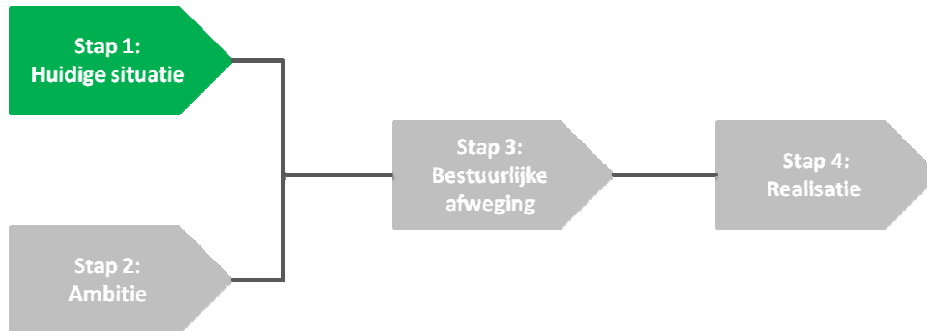 Stap 1:
Huidige situatie
Stap 3:
Bestuurlijke
afweging
Stap 4:
Realisatie
Stap 2:
Ambitie